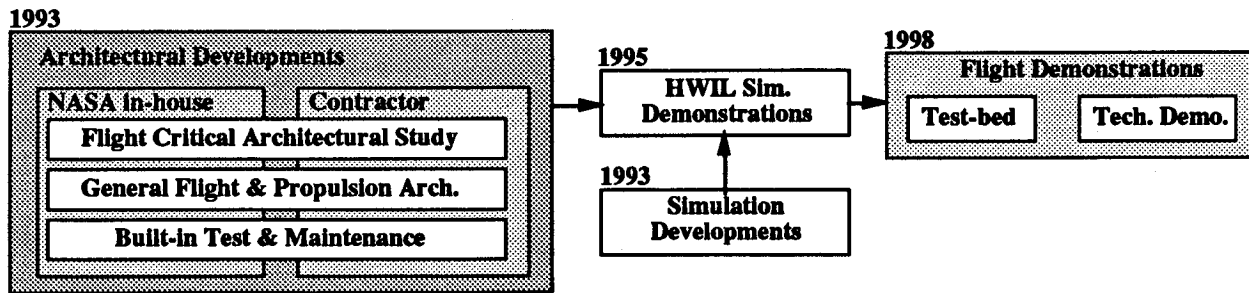 1993
Architectural Developments
NASA in-house
Contractor
Flight Critical Architectural Study
General Flight & Propulsion Arch.
Built-in Test & Maintenance
1995
HWIL Sim.
Demonstrations
1993
Simulation
Developments
1998
Flight Demonstrations
Test-bed
Tech. Demo.